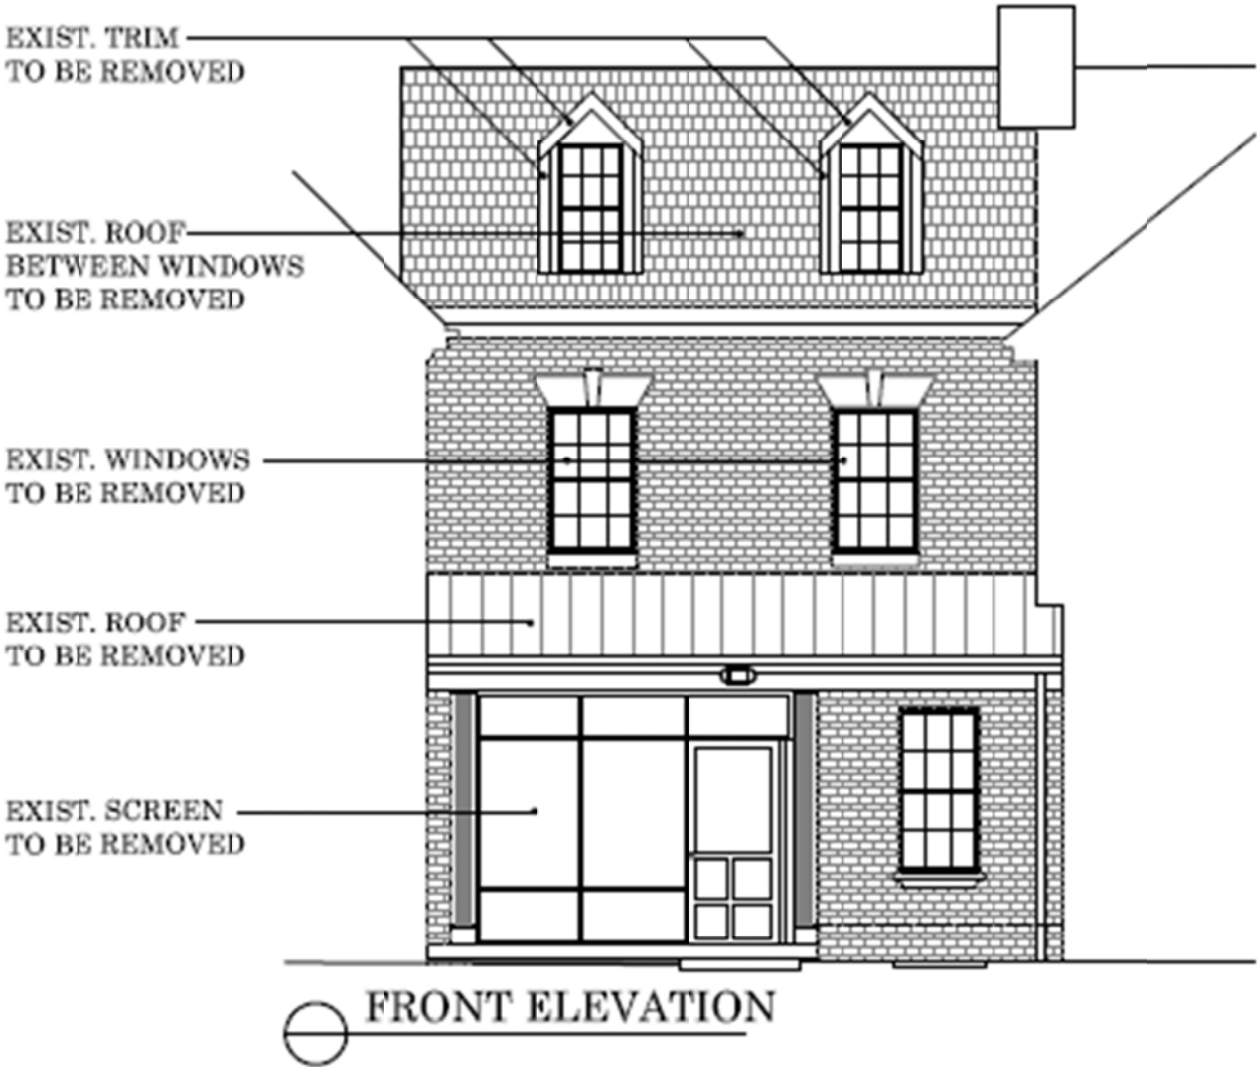 EXIST. TRIM
TO BE REMOVED
EXIST. ROOF
BETWEEN WINDOWS
TO BE REMOVED
EXIST. WINDOWS
TO BE REMOVED
EXIST. ROOF
TO BE REMOVED
EXIST. SCREEN
TO BE REMOVED
FRONT ELEVATION